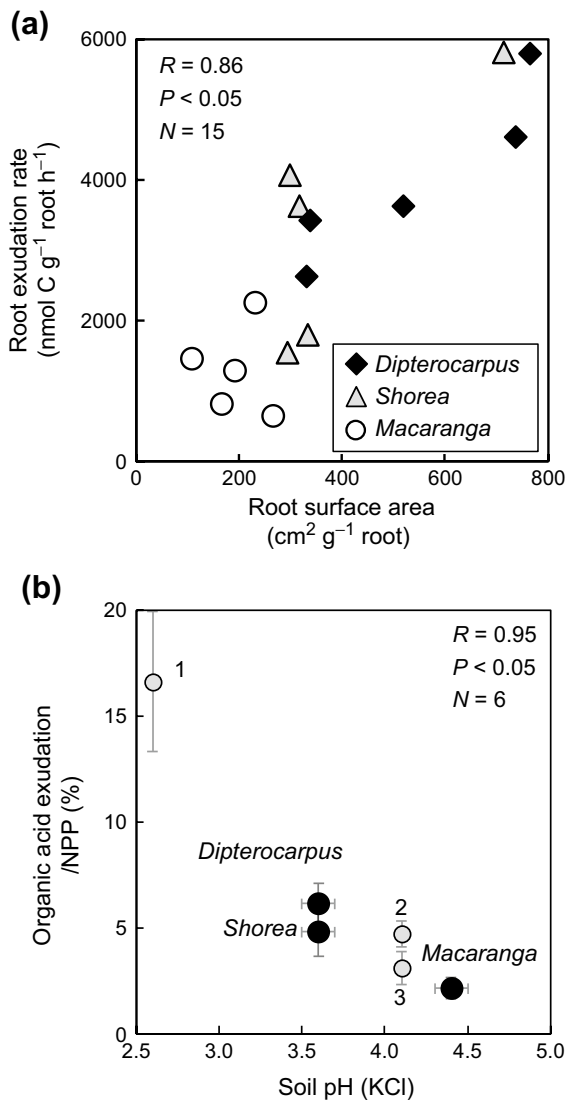 (a)
6000
4000
2000
0
Root exudation rate
(nmol C g⁻¹ root h⁻¹)
R = 0.86
P < 0.05
N = 15
Dipterocarpus
Shorea
Macaranga
0 200 400 600 800
Root surface area
(cm² g⁻¹ root)
(b)
20
15
10
5
0
Organic acid exudation
/NPP (%)
R = 0.95
P < 0.05
N = 6
1
Dipterocarpus
Shorea
2
3
Macaranga
2.5 3.0 3.5 4.0 4.5 5.0
Soil pH (KCl)